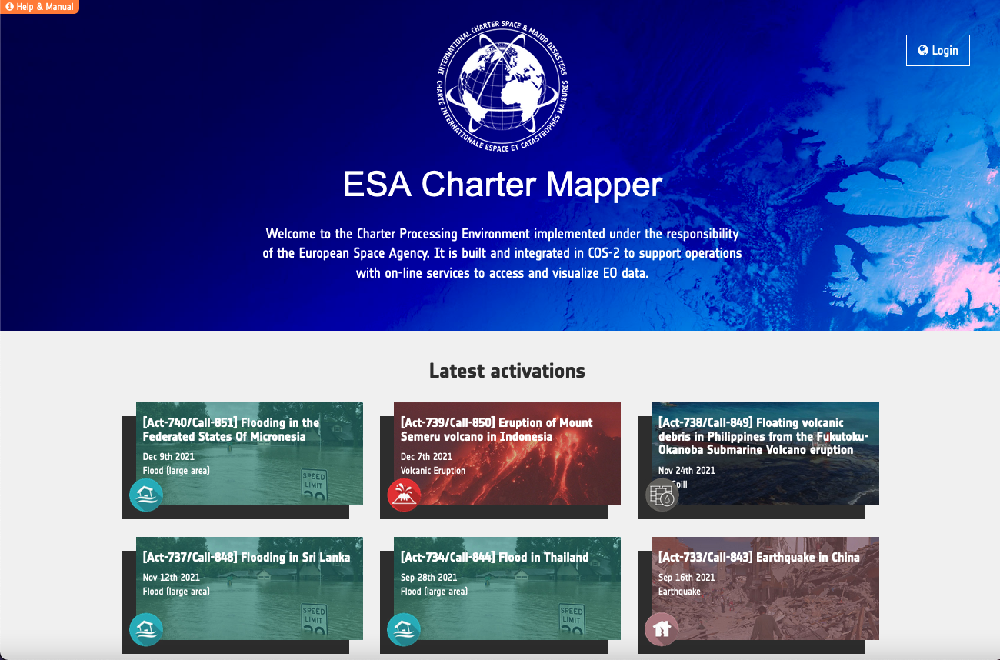 Help & Manual
INTERNATIONAL CHARTER SPACE & MAJOR DISASTERS
CHARTE INTERNATIONALE ESPACE ET CATASTROPHES MAJEURES
Login
ESA Charter Mapper
Welcome to the Charter Processing Environment implemented under the responsibility
of the European Space Agency. It is built and integrated in COS-2 to support operations
with on-line services to access and visualize EO data.
Latest activations
[Act-740/Call-851] Flooding in the
Federated States Of Micronesia
Dec 9th 2021
Flood (large area)
SPEED
LIMIT
[Act-739/Call-850] Eruption of Mount
Semeru volcano in Indonesia
Dec 7th 2021
Volcanic Eruption
[Act-738/Call-849] Floating volcanic
debris in Philippines from the Fukutoku-
Okanoba Submarine Volcano eruption
Nov 24th 2021
Spill
[Act-737/Call-848] Flooding in Sri Lanka
Nov 12th 2021
Flood (large area)
SPEED
LIMIT
[Act-734/Call-844] Flood in Thailand
Sep 28th 2021
Flood (large area)
SPEED
LIMIT
[Act-733/Call-843] Earthquake in China
Sep 16th 2021
Earthquake